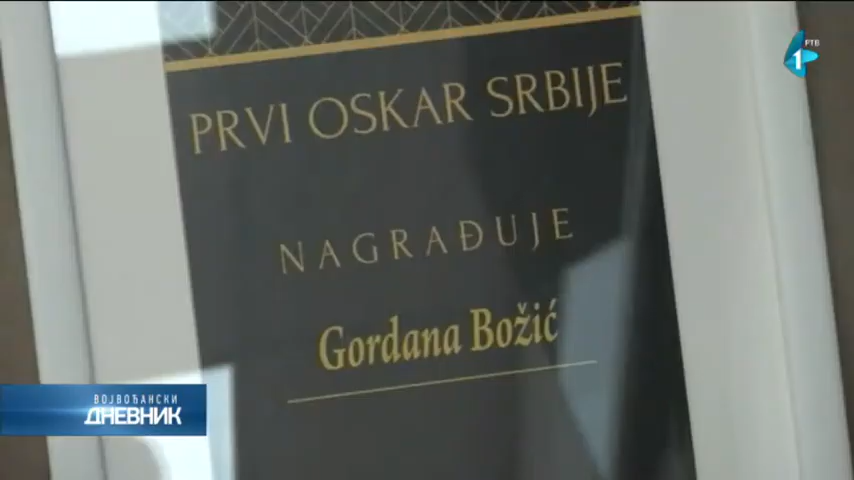 PRVI OSKAR SRBIJE
NAGRAĐUJE
Gordana Božić
ВОЈВОЂАНСКИ
ДНЕВНИК
РТВ
1